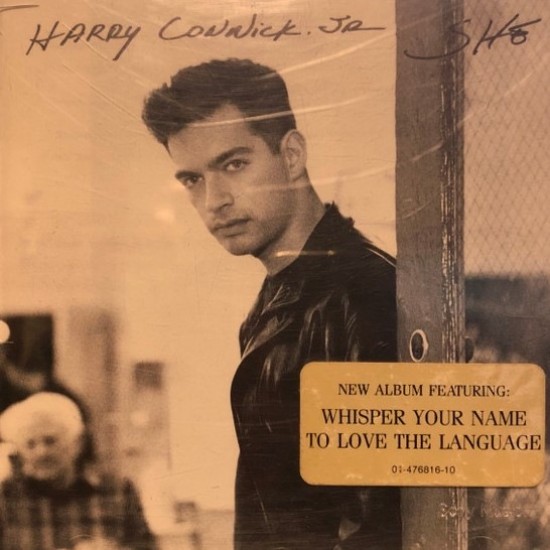 HARRY CONNICK. JR SHE
NEW ALBUM FEATURING:
WHISPER YOUR NAME
TO LOVE THE LANGUAGE
01-476816-10